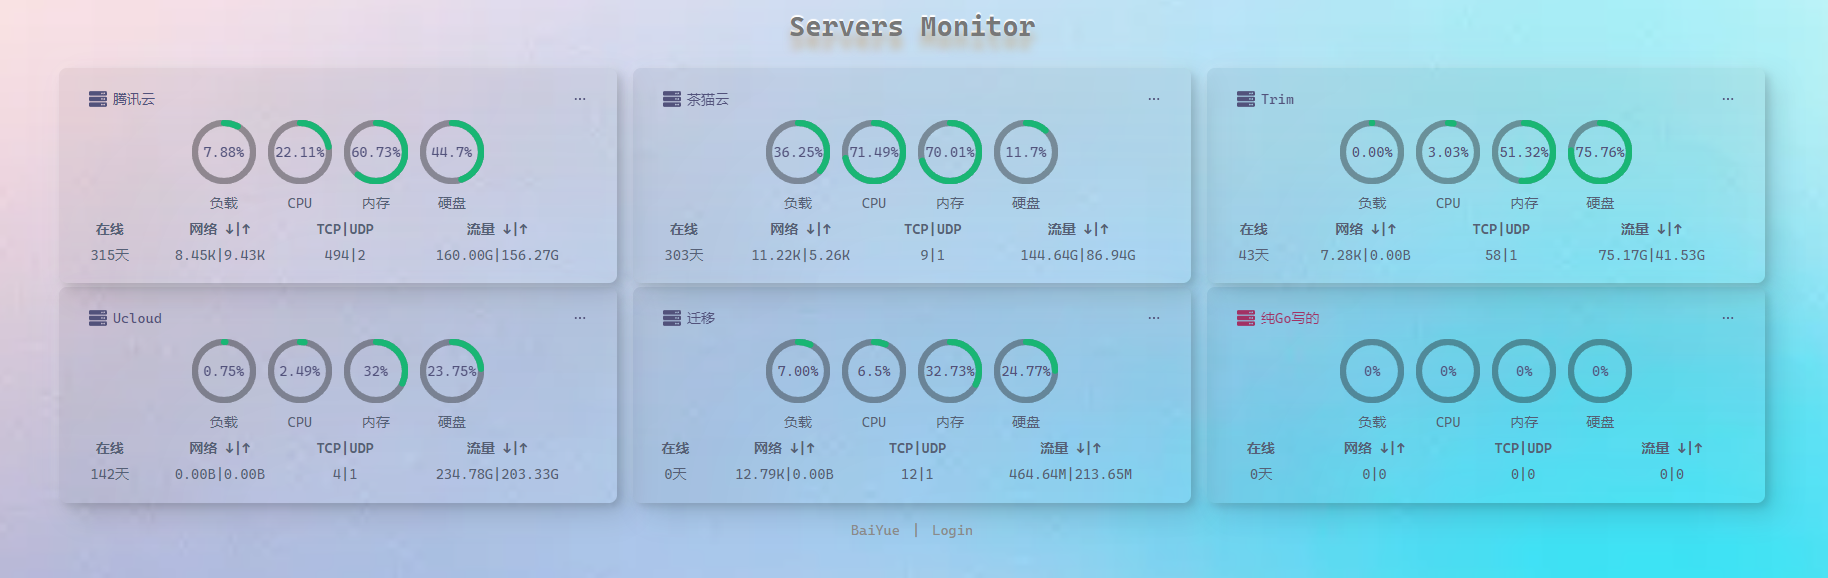 Servers Monitor
腾讯云 ...
7.88% 22.11% 60.73% 44.7%
负载 CPU 内存 硬盘
在线 网络 ↓|↑ TCP|UDP 流量 ↓|↑
315天 8.45K|9.43K 494|2 160.00G|156.27G
茶猫云 ...
36.25% 71.49% 70.01% 11.7%
负载 CPU 内存 硬盘
在线 网络 ↓|↑ TCP|UDP 流量 ↓|↑
303天 11.22K|5.26K 9|1 144.64G|86.94G
Trim ...
0.00% 3.03% 51.32% 75.76%
负载 CPU 内存 硬盘
在线 网络 ↓|↑ TCP|UDP 流量 ↓|↑
43天 7.28K|0.00B 58|1 75.17G|41.53G
Ucloud ...
0.75% 2.49% 32% 23.75%
负载 CPU 内存 硬盘
在线 网络 ↓|↑ TCP|UDP 流量 ↓|↑
142天 0.00B|0.00B 4|1 234.78G|203.33G
迁移 ...
7.00% 6.5% 32.73% 24.77%
负载 CPU 内存 硬盘
在线 网络 ↓|↑ TCP|UDP 流量 ↓|↑
0天 12.79K|0.00B 12|1 464.64M|213.65M
纯Go写的 ...
0% 0% 0% 0%
负载 CPU 内存 硬盘
在线 网络 ↓|↑ TCP|UDP 流量 ↓|↑
0天 0|0 0|0 0|0
BaiYue | Login